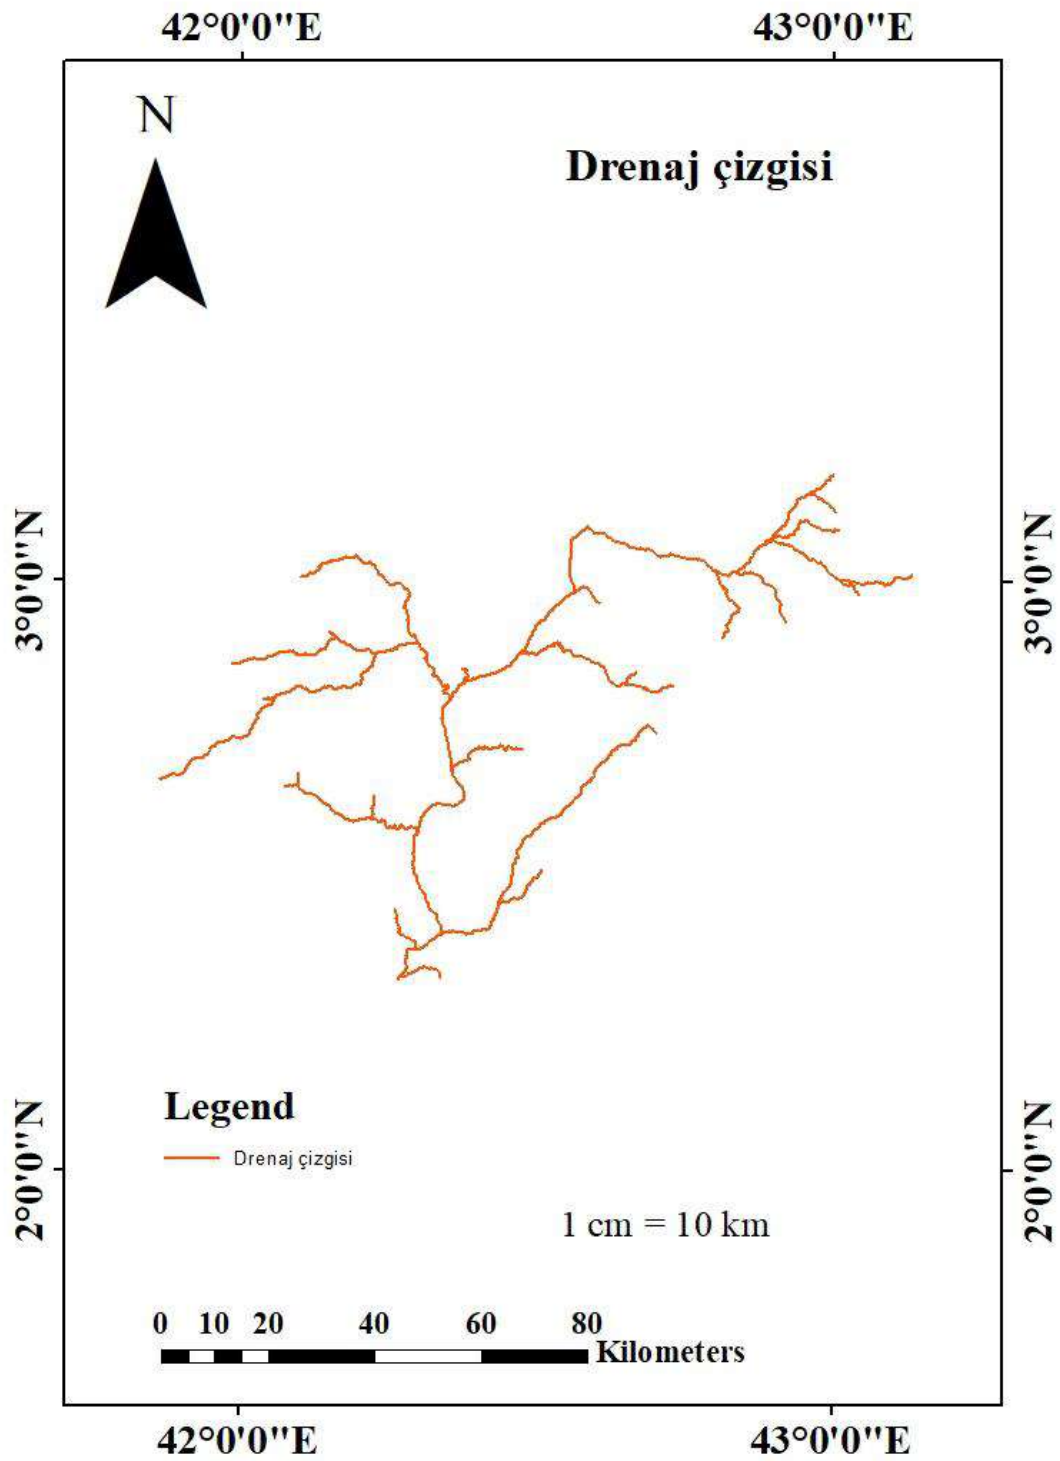 42°0'0"E 43°0'0"E
N
Drenaj çizgisi
3°0'0"N 3°0'0"N
Legend
Drenaj çizgisi
2°0'0"N 2°0'0"N
1 cm = 10 km
0 10 20 40 60 80
Kilometers
42°0'0"E 43°0'0"E